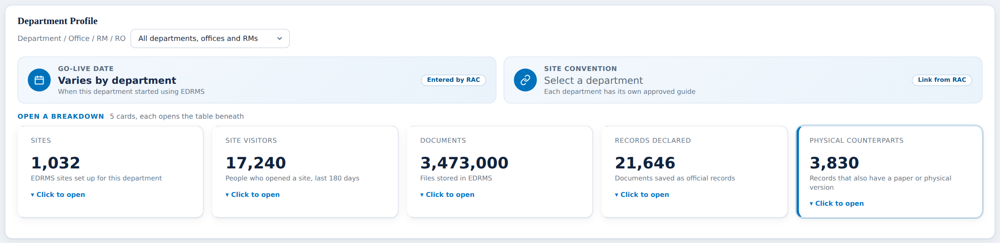 Department Profile
Department / Office / RM / RO
All departments, offices and RMs
GO-LIVE DATE
Varies by department
When this department started using EDRMS
Entered by RAC
SITE CONVENTION
Select a department
Each department has its own approved guide
Link from RAC
OPEN A BREAKDOWN 5 cards, each opens the table beneath
SITES
1,032
EDRMS sites set up for this department
▾ Click to open
SITE VISITORS
17,240
People who opened a site, last 180 days
▾ Click to open
DOCUMENTS
3,473,000
Files stored in EDRMS
▾ Click to open
RECORDS DECLARED
21,646
Documents saved as official records
▾ Click to open
PHYSICAL COUNTERPARTS
3,830
Records that also have a paper or physical
version
▾ Click to open